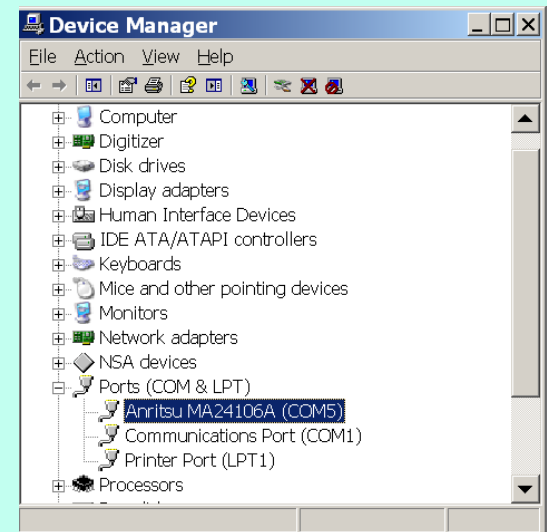 Device Manager
File Action View Help
Computer
Digitizer
Disk drives
Display adapters
Human Interface Devices
IDE ATA/ATAPI controllers
Keyboards
Mice and other pointing devices
Monitors
Network adapters
NSA devices
Ports (COM & LPT)
Anritsu MA24106A (COM5)
Communications Port (COM1)
Printer Port (LPT1)
Processors